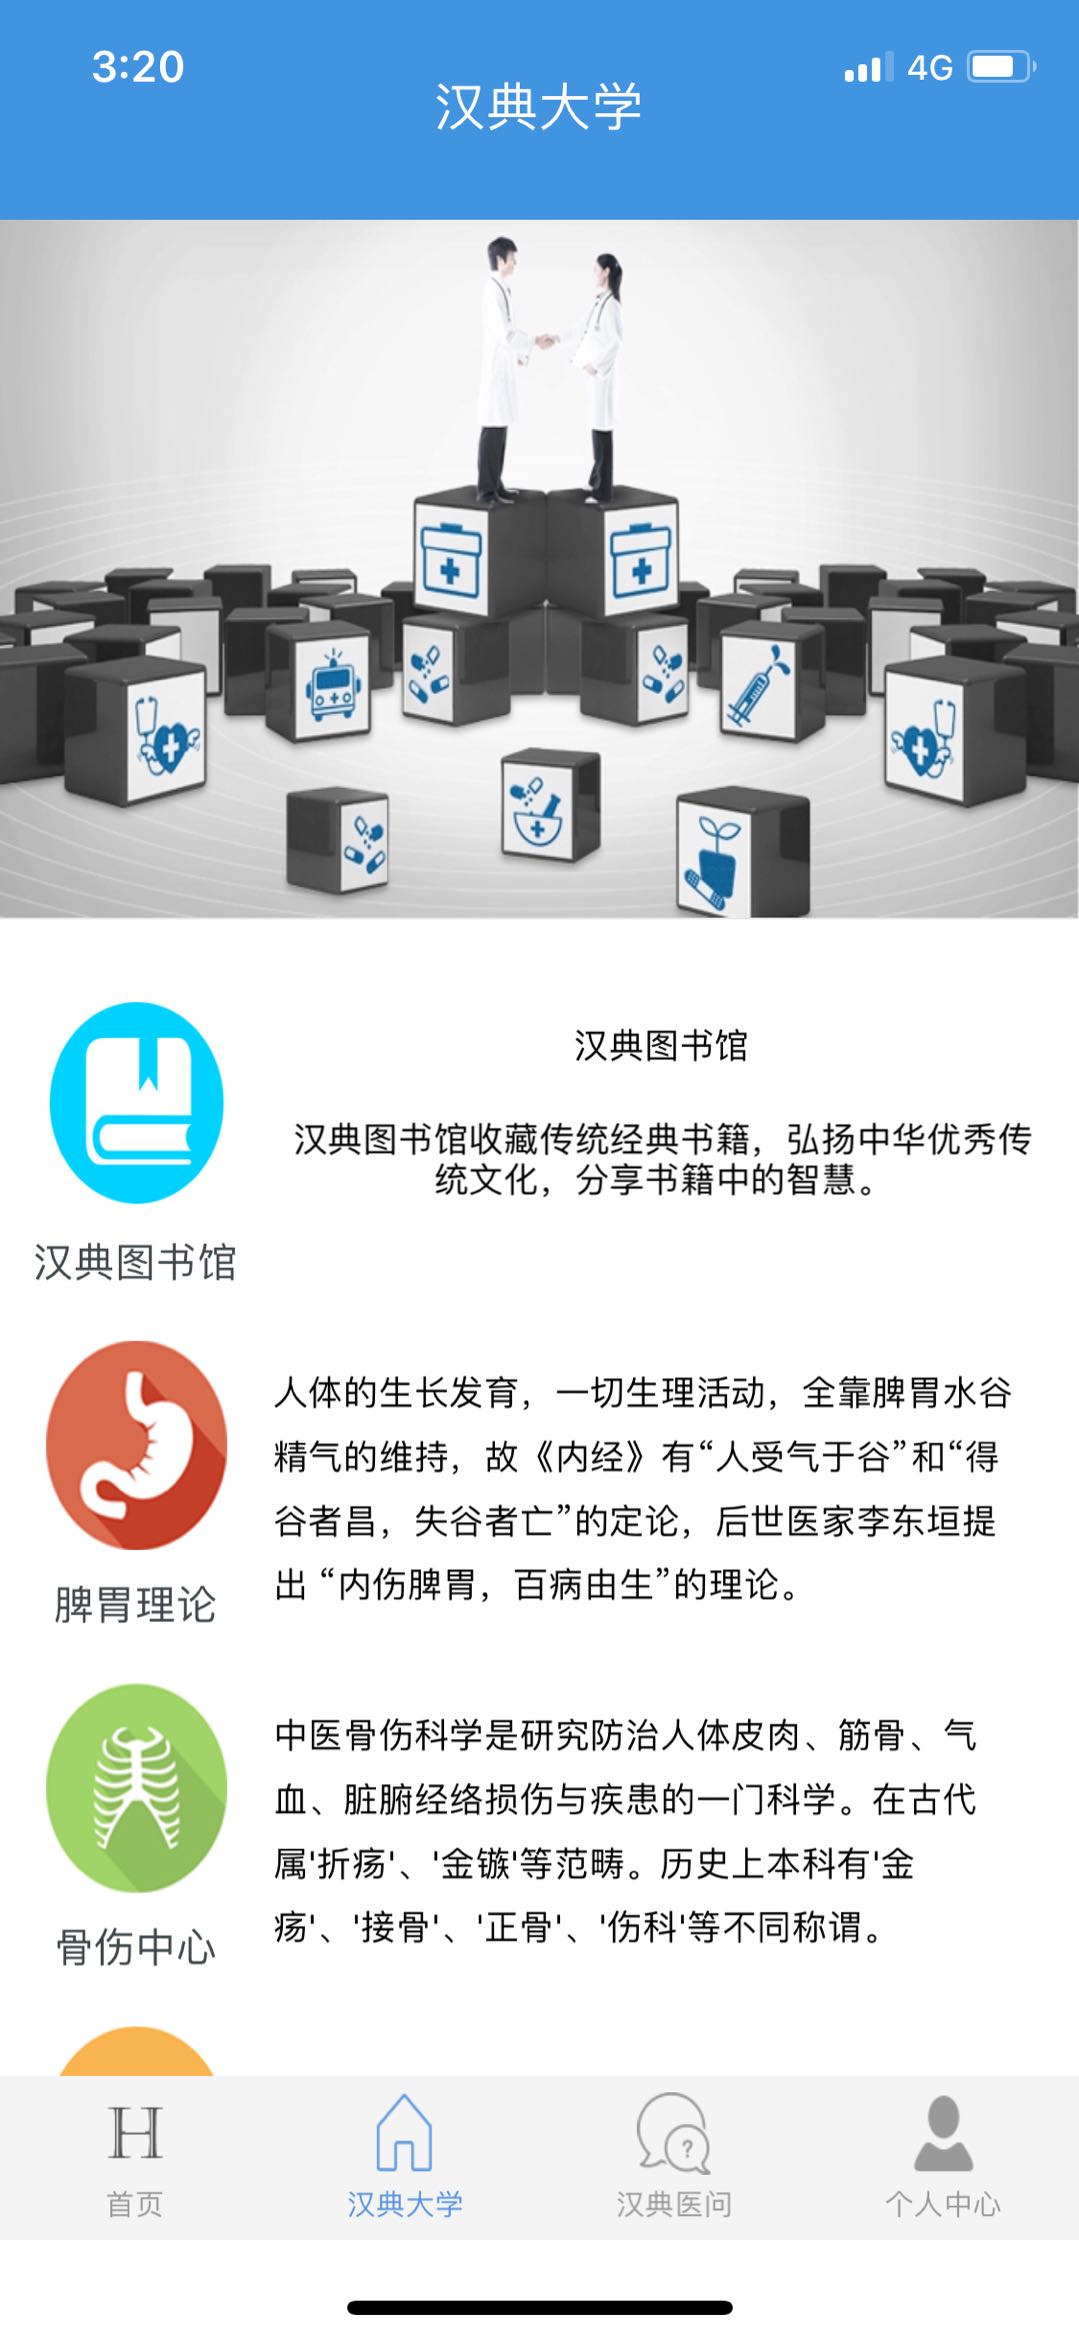 3:20
4G
汉典大学
汉典图书馆
汉典图书馆收藏传统经典书籍，弘扬中华优秀传
统文化，分享书籍中的智慧。
汉典图书馆
人体的生长发育，一切生理活动，全靠脾胃水谷
精气的维持，故《内经》有“人受气于谷”和“得
谷者昌，失谷者亡”的定论，后世医家李东垣提
出 “内伤脾胃，百病由生”的理论。
脾胃理论
中医骨伤科学是研究防治人体皮肉、筋骨、气
血、脏腑经络损伤与疾患的一门科学。在古代
属'折疡'、'金镞'等范畴。历史上本科有'金
疡'、'接骨'、'正骨'、'伤科'等不同称谓。
骨伤中心
H
?
首页
汉典大学
汉典医问
个人中心